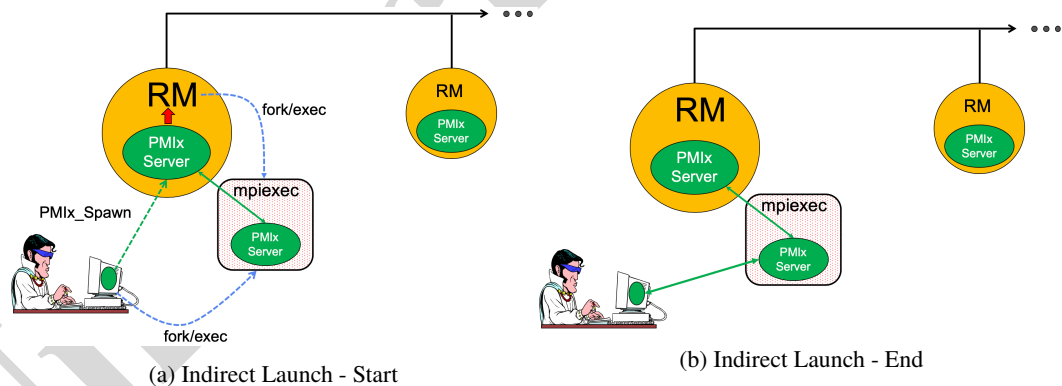 RM
fork/exec
PMIx
Server
mpiexec
PMIx
Server
PMIx_Spawn
fork/exec
RM
PMIx
Server
(a) Indirect Launch - Start
RM
PMIx
Server
mpiexec
PMIx
Server
RM
PMIx
Server
(b) Indirect Launch - End